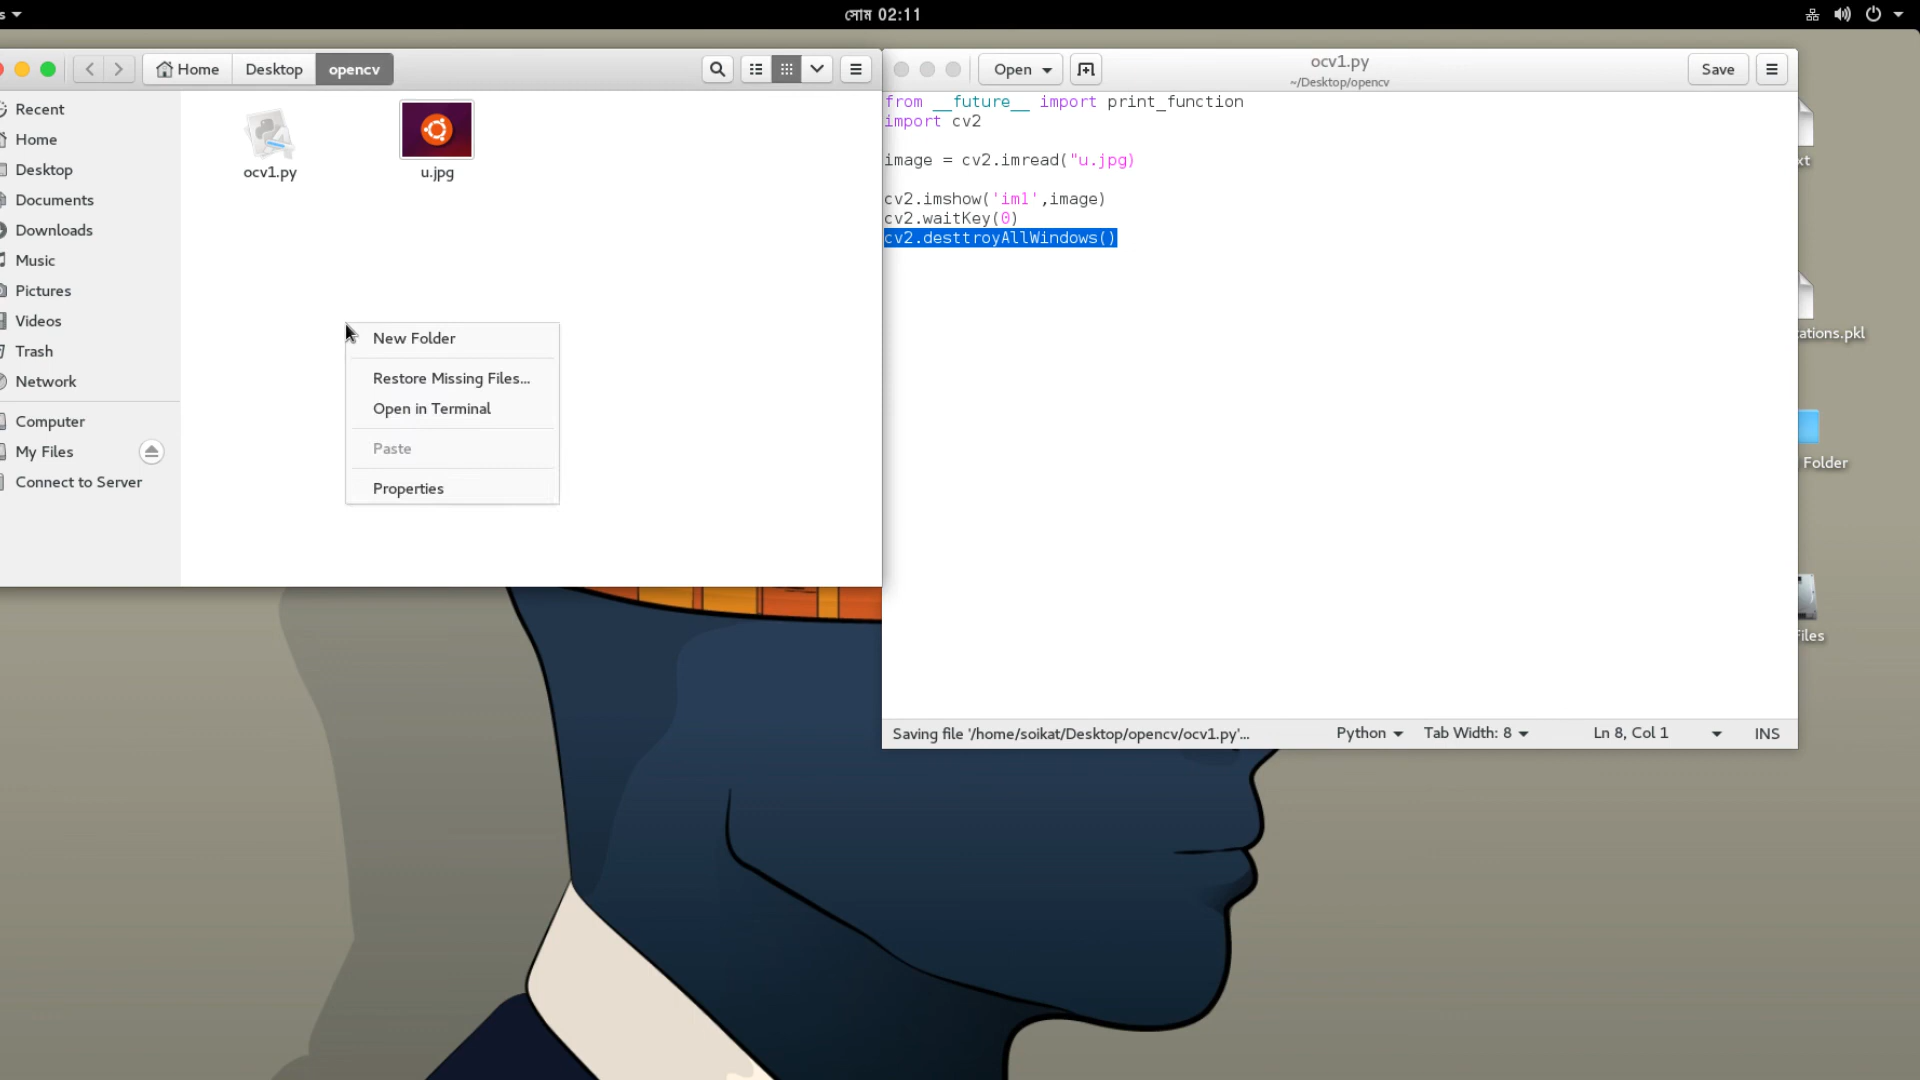 সোম 02:11
Home Desktop opencv
Recent
Home
Desktop
Documents
Downloads
Music
Pictures
Videos
Trash
Network
Computer
My Files
Connect to Server
ocv1.py
u.jpg
New Folder
Restore Missing Files...
Open in Terminal
Paste
Properties
Open
ocv1.py
~/Desktop/opencv
Save
from __future__ import print_function
import cv2
image = cv2.imread("u.jpg)
cv2.imshow('im1',image)
cv2.waitKey(0)
cv2.desttroyAllWindows()
Saving file '/home/soikat/Desktop/opencv/ocv1.py'... Python Tab Width: 8 Ln 8, Col 1 INS
xt
ations.pkl
Folder
Files